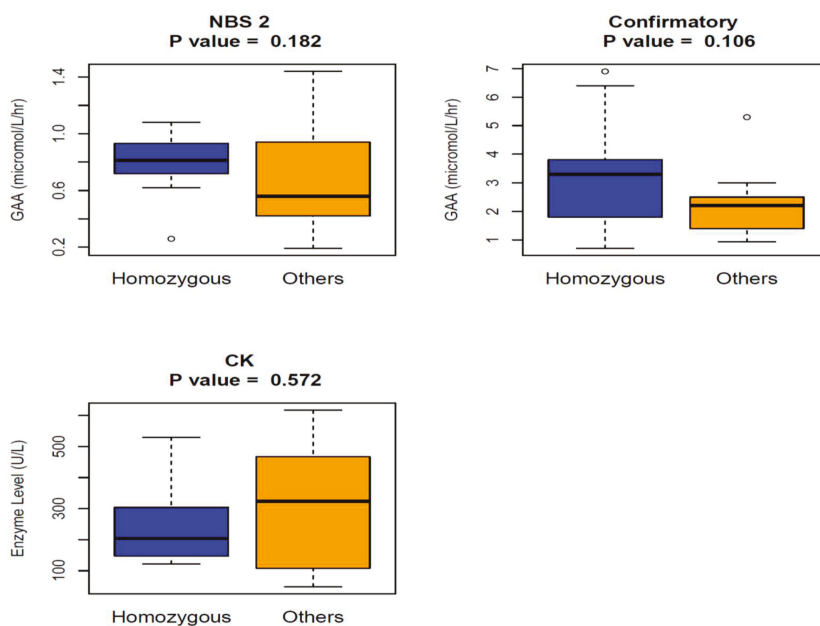 NBS 2
P value = 0.182
GAA (micromol/L/hr)
1.4
1.0
0.6
0.2
Homozygous Others
Confirmatory
P value = 0.106
GAA (micromol/L/hr)
7
6
5
4
3
2
1
Homozygous Others
CK
P value = 0.572
Enzyme Level (U/L)
500
300
100
Homozygous Others